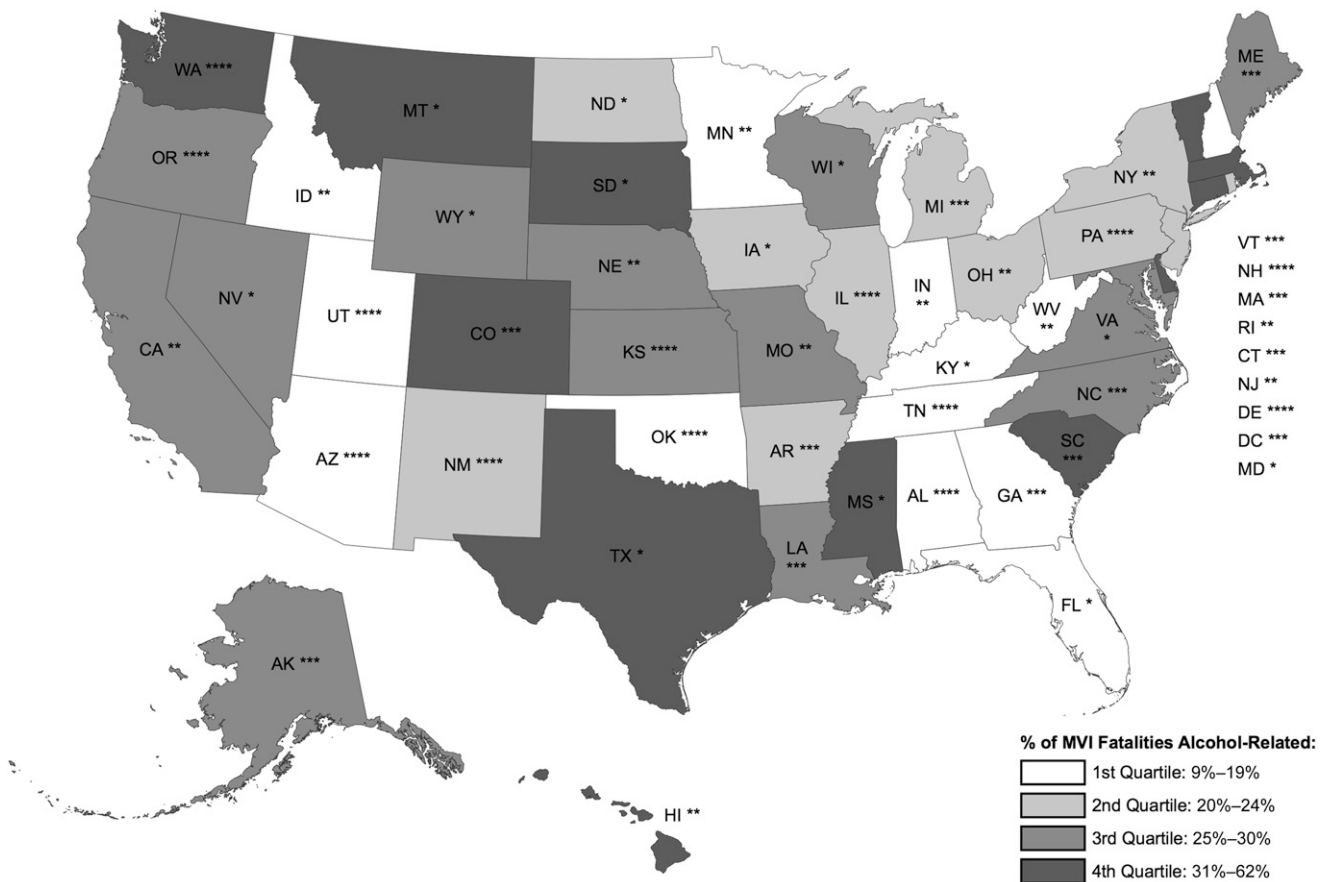 WA ****
MT *
ND *
MN **
ME
***
OR ****
ID **
WY *
SD *
WI *
MI ***
NY **
NV *
UT ****
CO ***
NE **
IA *
IL ****
IN
**
OH **
PA ****
CA **
KS ****
MO **
KY *
WV
**
VA
*
AZ ****
NM ****
OK ****
AR ***
TN ****
NC ***
SC
***
TX *
LA
***
MS *
AL ****
GA ***
FL *
AK ***
HI **
VT ***
NH ****
MA ***
RI **
CT ***
NJ **
DE ****
DC ***
MD *
% of MVI Fatalities Alcohol-Related:
1st Quartile: 9%–19%
2nd Quartile: 20%–24%
3rd Quartile: 25%–30%
4th Quartile: 31%–62%